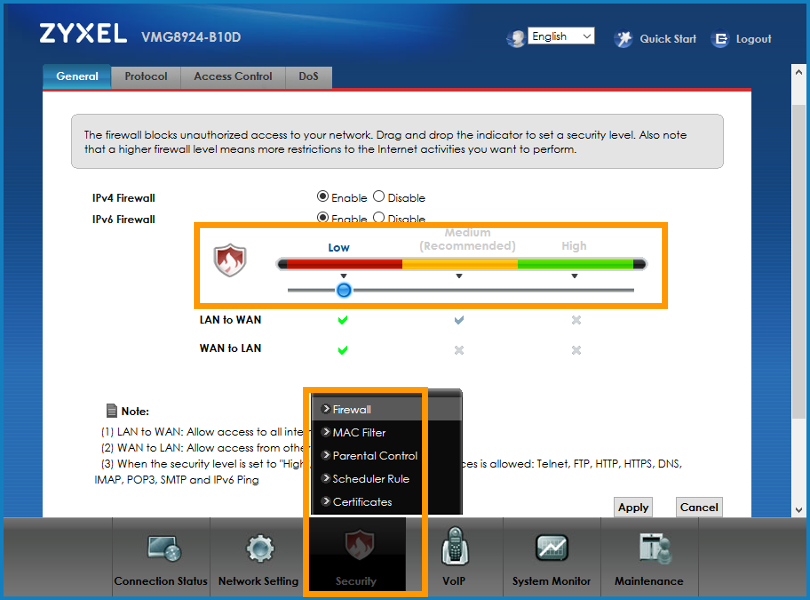 ZYXEL VMG8924-B10D
English Quick Start Logout
General Protocol Access Control DoS
The firewall blocks unauthorized access to your network. Drag and drop the indicator to set a security level. Also note
that a higher firewall level means more restrictions to the Internet activities you want to perform.
IPv4 Firewall Enable Disable
IPv6 Firewall Enable Disable
Low Medium High
(Recommended)
LAN to WAN
WAN to LAN
Note:
(1) LAN to WAN: Allow access to all
(2) WAN to LAN: Allow access from
(3) When the security level is set to "High is allowed: Telnet, FTP, HTTP, HTTPS, DNS,
IMAP, POP3, SMTP and IPv6 Ping
Firewall
MAC Filter
Parental Control
Scheduler Rule
Certificates
Apply Cancel
Connection Status Network Setting Security VoIP System Monitor Maintenance